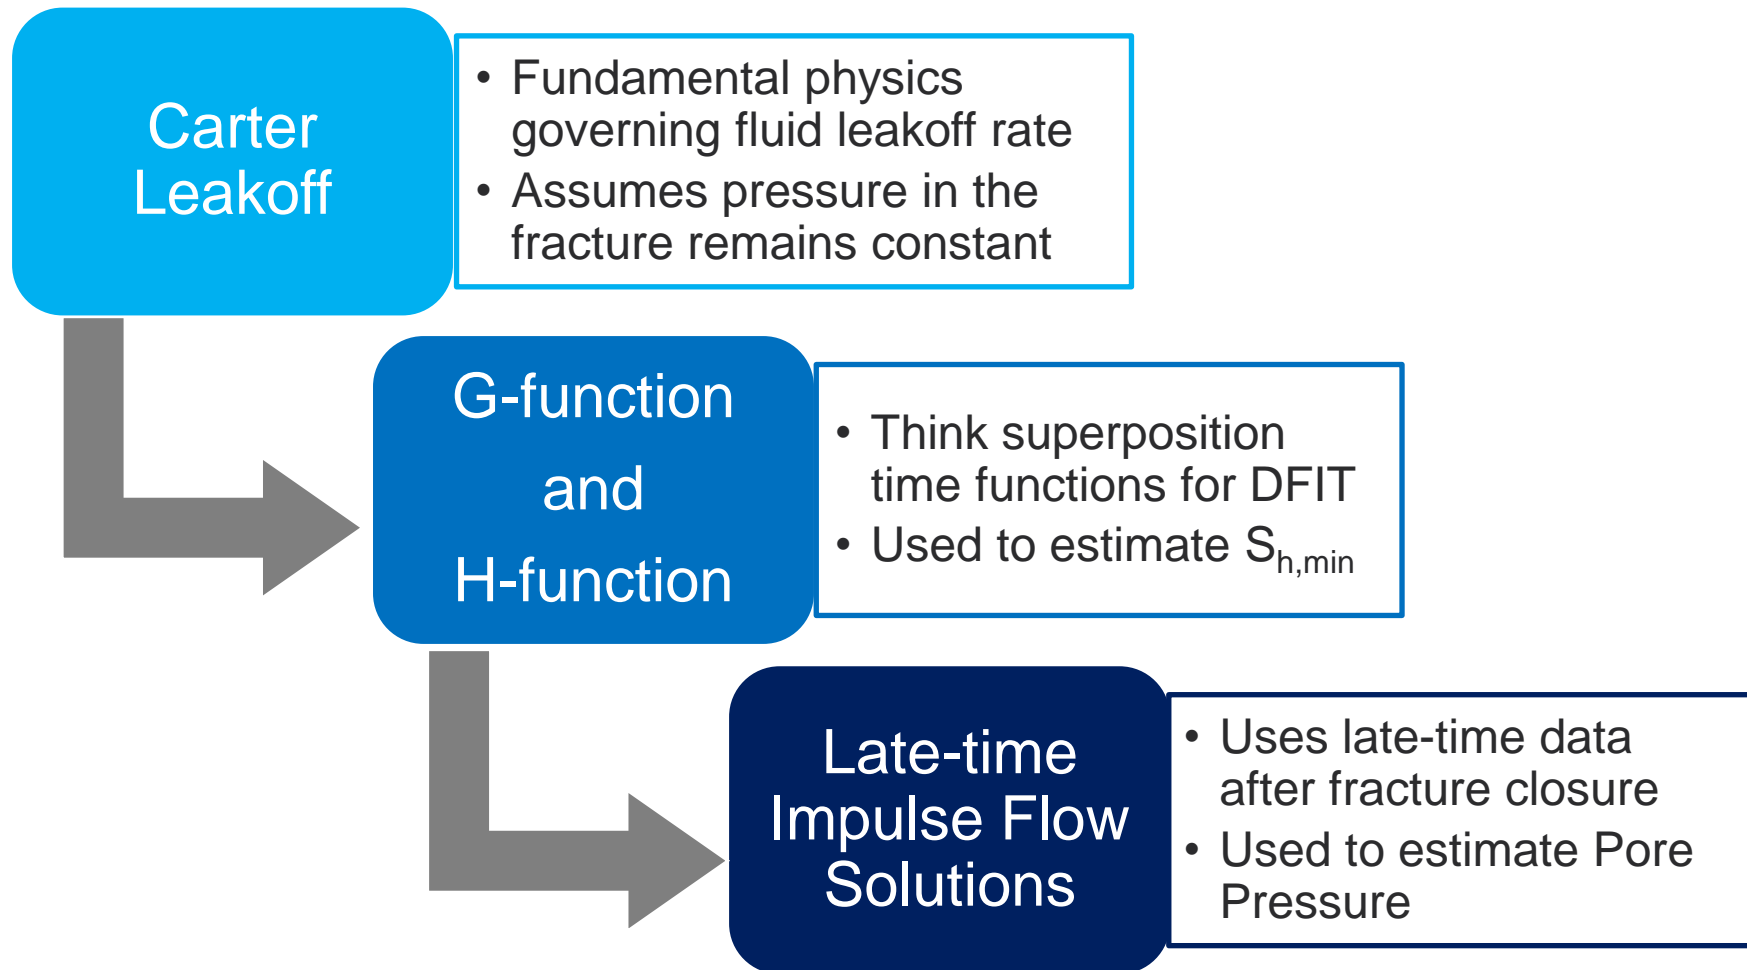 Carter
Leakoff
• Fundamental physics
governing fluid leakoff rate
• Assumes pressure in the
fracture remains constant
G-function
and
H-function
• Think superposition
time functions for DFIT
• Used to estimate Sh,min
Late-time
Impulse Flow
Solutions
• Uses late-time data
after fracture closure
• Used to estimate Pore
Pressure